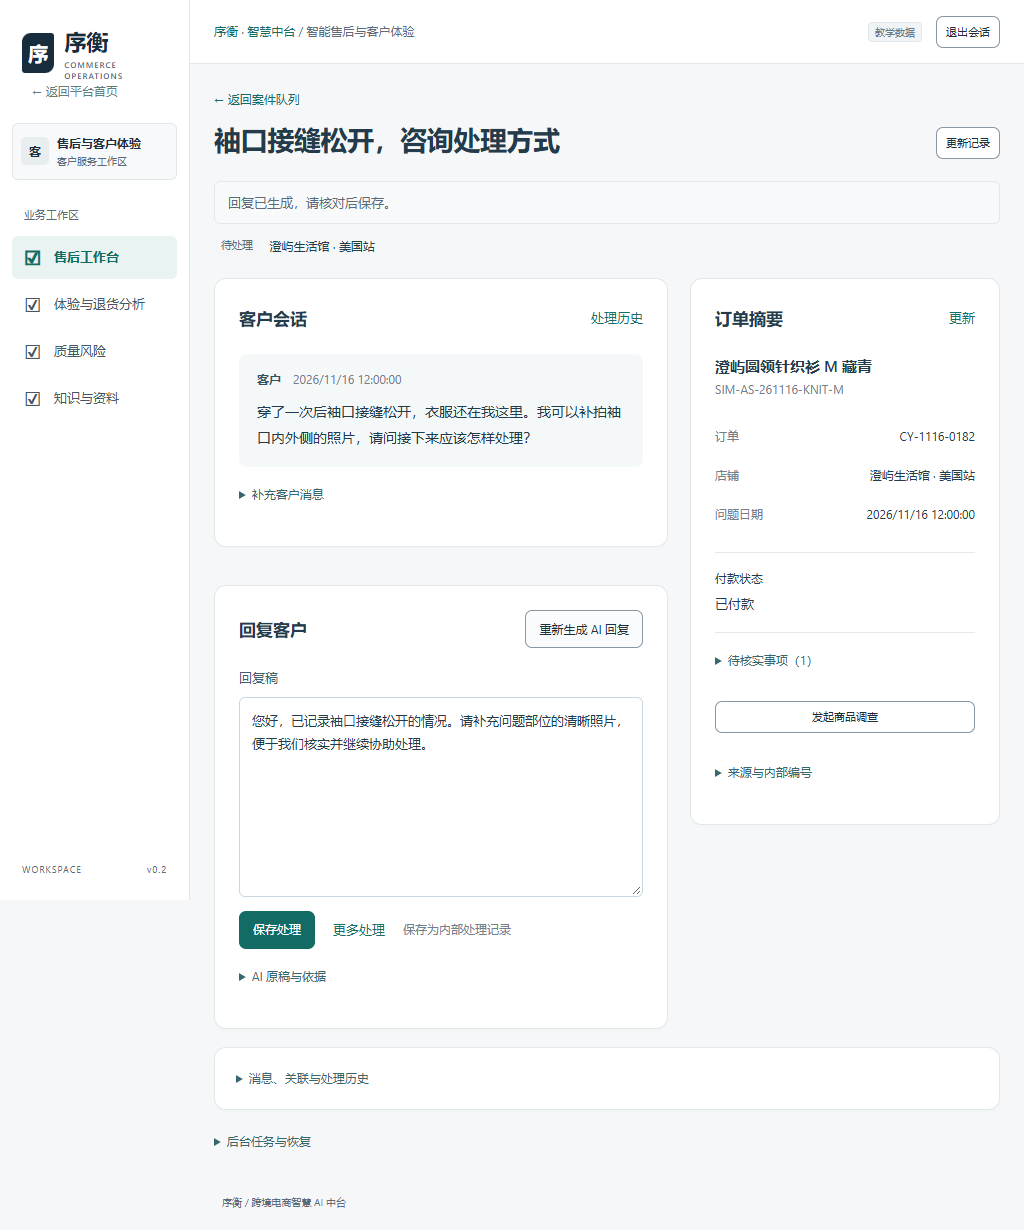 序
序衡
COMMERCE
OPERATIONS
← 返回平台首页
客
售后与客户体验
客户服务工作区
业务工作区
售后工作台
体验与退货分析
质量风险
知识与资料
WORKSPACE
v0.2
序衡 · 智慧中台 / 智能售后与客户体验
教学数据
退出会话
← 返回案件队列
袖口接缝松开，咨询处理方式
更新记录
回复已生成，请核对后保存。
待处理
澄屿生活馆 · 美国站
客户会话
处理历史
客户 2026/11/16 12:00:00
穿了一次后袖口接缝松开，衣服还在我这里。我可以补拍袖
口内外侧的照片，请问接下来应该怎样处理？
补充客户消息
回复客户
重新生成 AI 回复
回复稿
您好，已记录袖口接缝松开的情况。请补充问题部位的清晰照片，
便于我们核实并继续协助处理。
保存处理
更多处理
保存为内部处理记录
AI 原稿与依据
订单摘要
更新
澄屿圆领针织衫 M 藏青
SIM-AS-261116-KNIT-M
订单 CY-1116-0182
店铺 澄屿生活馆 · 美国站
问题日期 2026/11/16 12:00:00
付款状态
已付款
待核实事项（1）
发起商品调查
来源与内部编号
消息、关联与处理历史
后台任务与恢复
序衡 / 跨境电商智慧 AI 中台